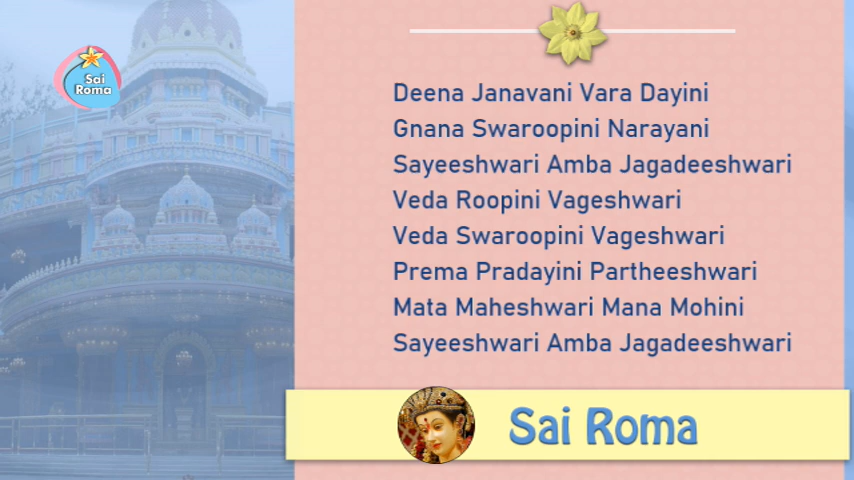 Sai
Roma
Deena Janavani Vara Dayini
Gnana Swaroopini Narayani
Sayeeshwari Amba Jagadeeshwari
Veda Roopini Vageshwari
Veda Swaroopini Vageshwari
Prema Pradayini Partheeshwari
Mata Maheshwari Mana Mohini
Sayeeshwari Amba Jagadeeshwari
Sai Roma